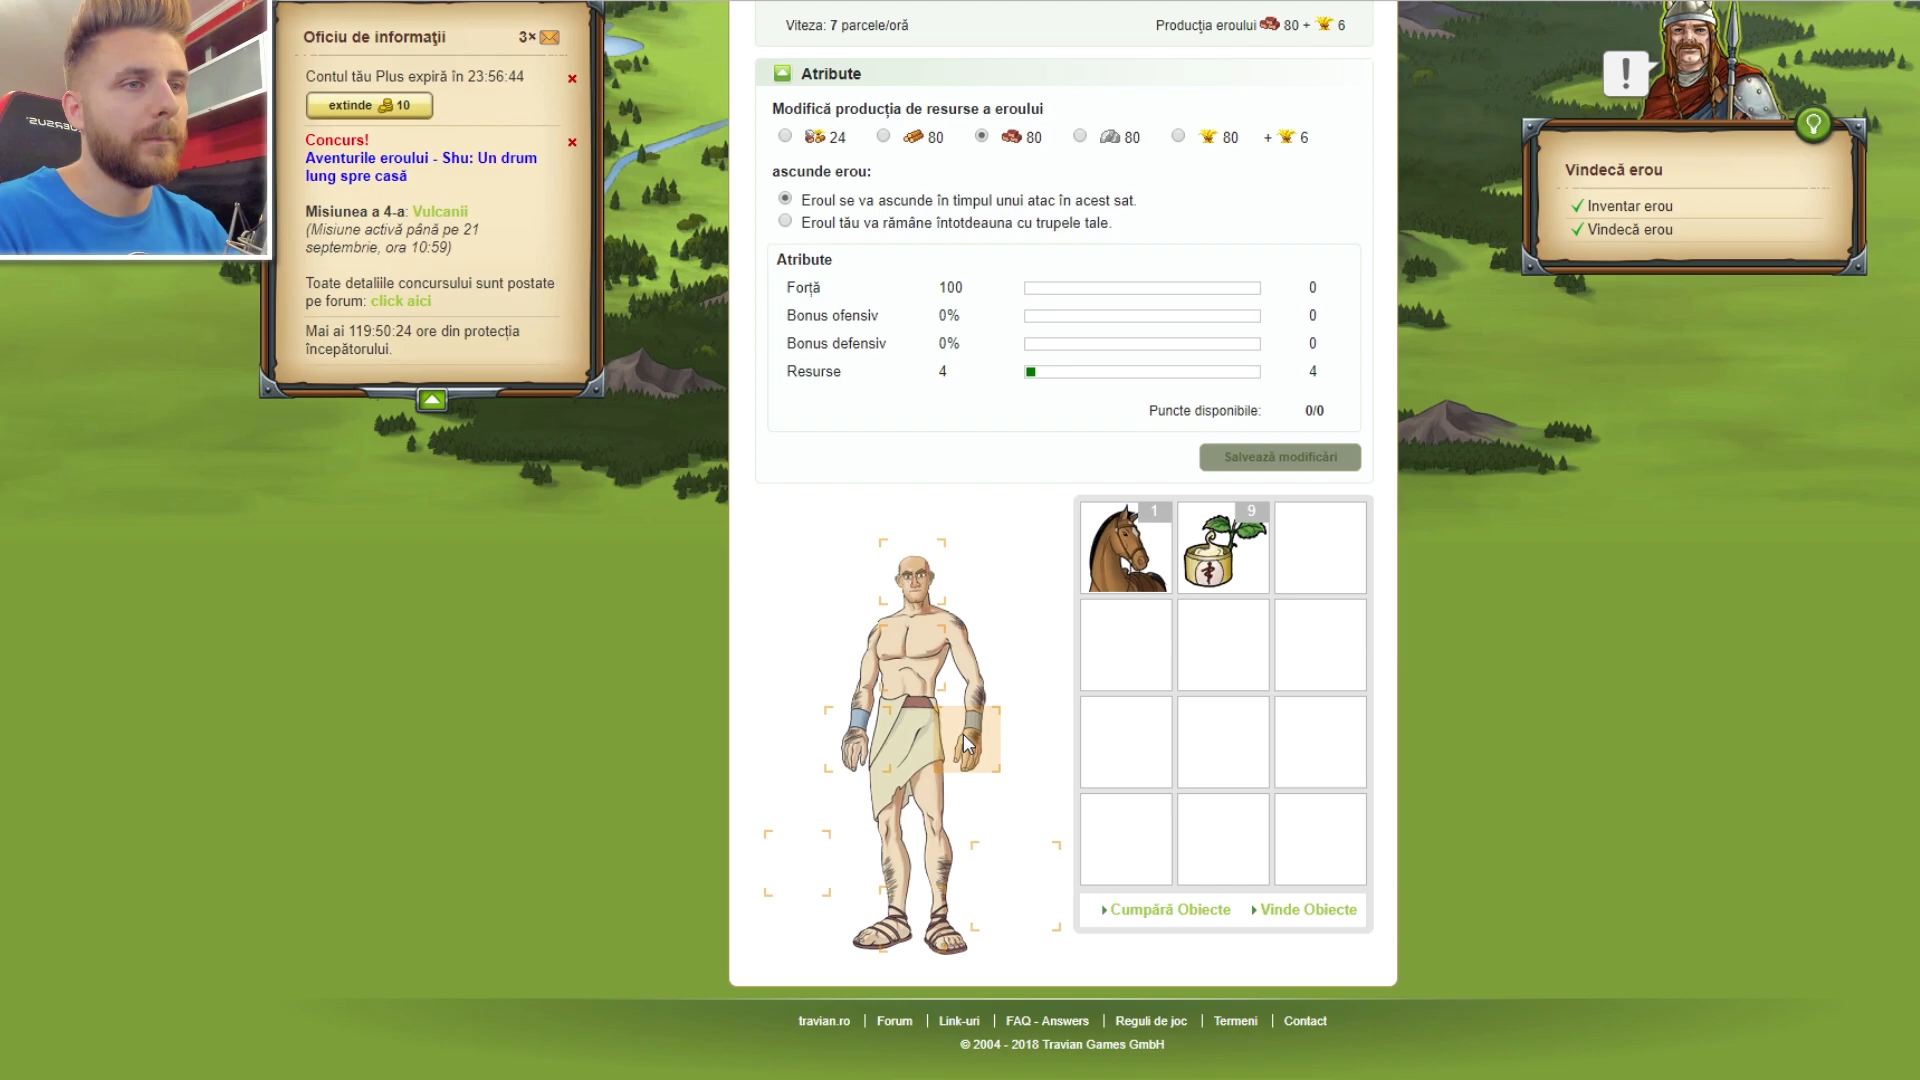 Oficiu de informaţii 3×
Contul tău Plus expiră în 23:56:44
extinde 10
Concurs!
Aventurile eroului - Shu: Un drum
lung spre casă
Misiunea a 4-a: Vulcanii
(Misiune activă până pe 21
septembrie, ora 10:59)
Toate detaliile concursului sunt postate
pe forum: click aici
Mai ai 119:50:24 ore din protecția
începătorului.
Viteza: 7 parcele/oră
Producţia eroului 80 + 6
Atribute
Modifică producţia de resurse a eroului
24 80 80 80 80 + 6
ascunde erou:
Eroul se va ascunde în timpul unui atac în acest sat.
Eroul tău va rămâne întotdeauna cu trupele tale.
Atribute
Forţă 100 0
Bonus ofensiv 0% 0
Bonus defensiv 0% 0
Resurse 4 4
Puncte disponibile: 0/0
Salvează modificări
1 9
Cumpără Obiecte Vinde Obiecte
Vindecă erou
Inventar erou
Vindecă erou
travian.ro | Forum | Link-uri | FAQ - Answers | Reguli de joc | Termeni | Contact
© 2004 - 2018 Travian Games GmbH